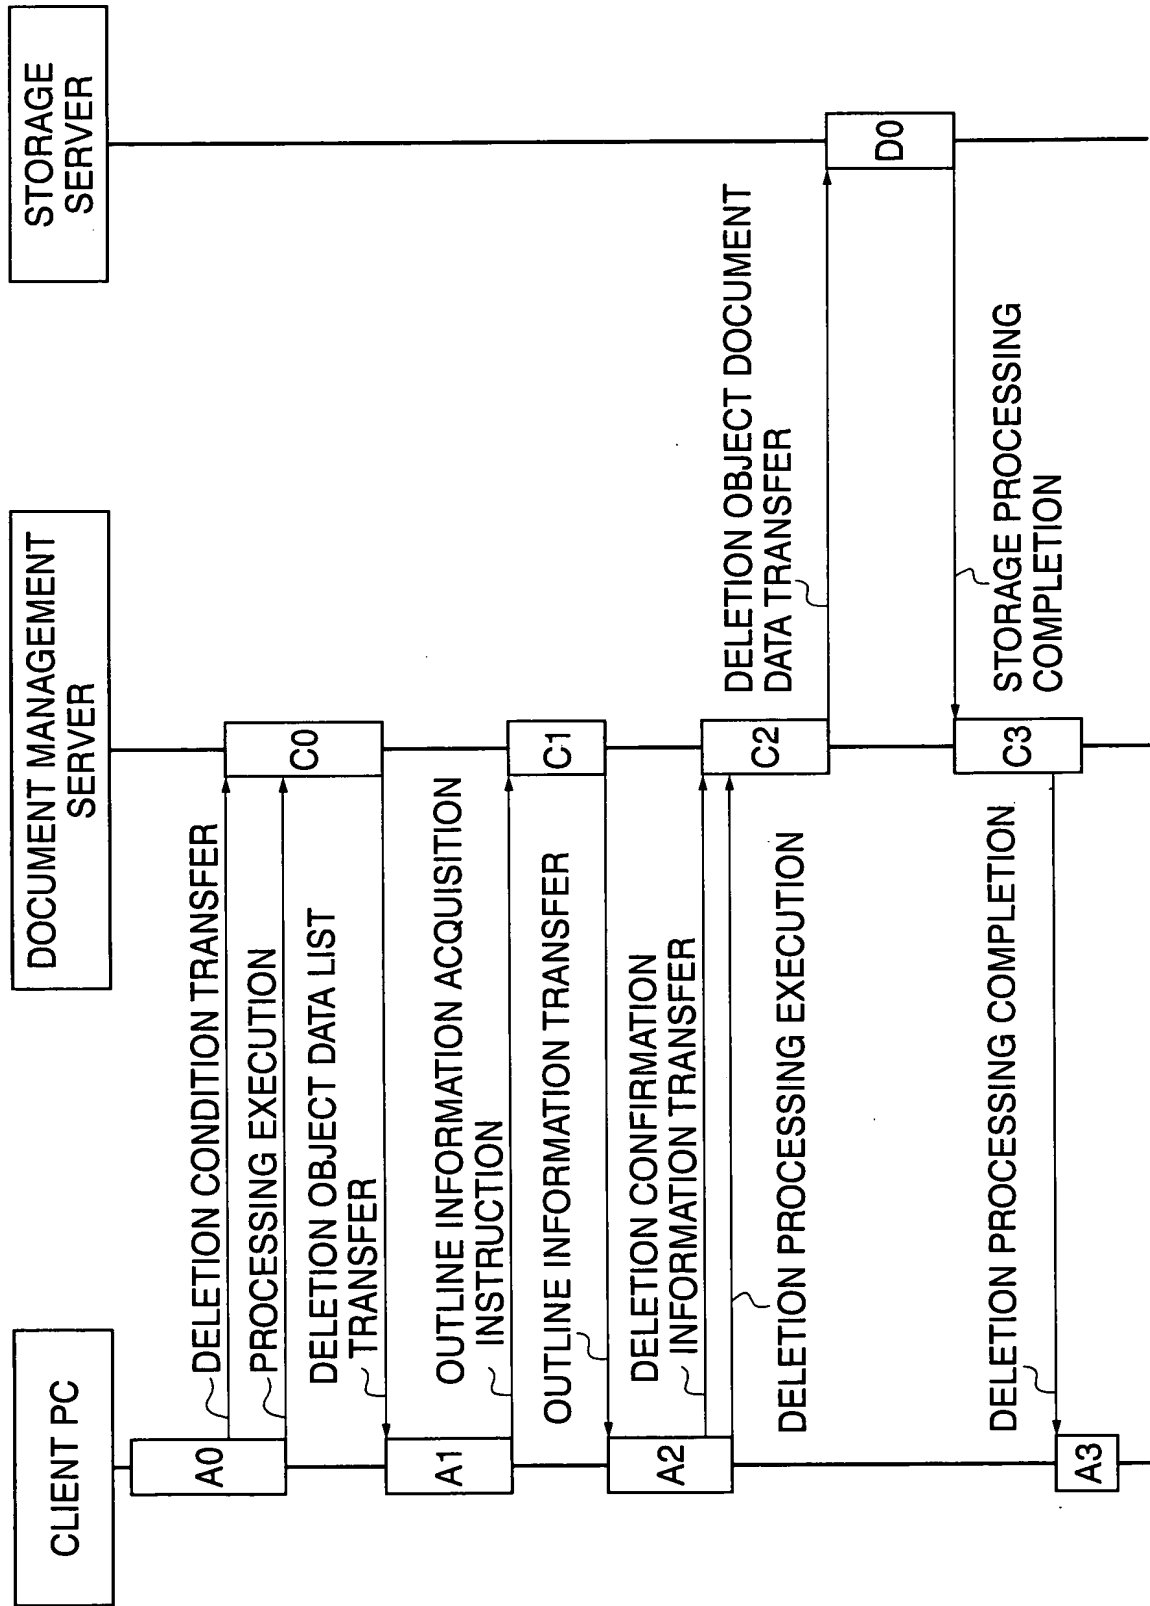 CLIENT PC
DOCUMENT MANAGEMENT
SERVER
STORAGE
SERVER
A0
DELETION CONDITION TRANSFER
PROCESSING EXECUTION
C0
DELETION OBJECT DATA LIST
TRANSFER
A1
OUTLINE INFORMATION ACQUISITION
INSTRUCTION
C1
OUTLINE INFORMATION TRANSFER
A2
DELETION CONFIRMATION
INFORMATION TRANSFER
C2
DELETION PROCESSING EXECUTION
DELETION OBJECT DOCUMENT
DATA TRANSFER
D0
STORAGE PROCESSING
COMPLETION
C3
DELETION PROCESSING COMPLETION
A3